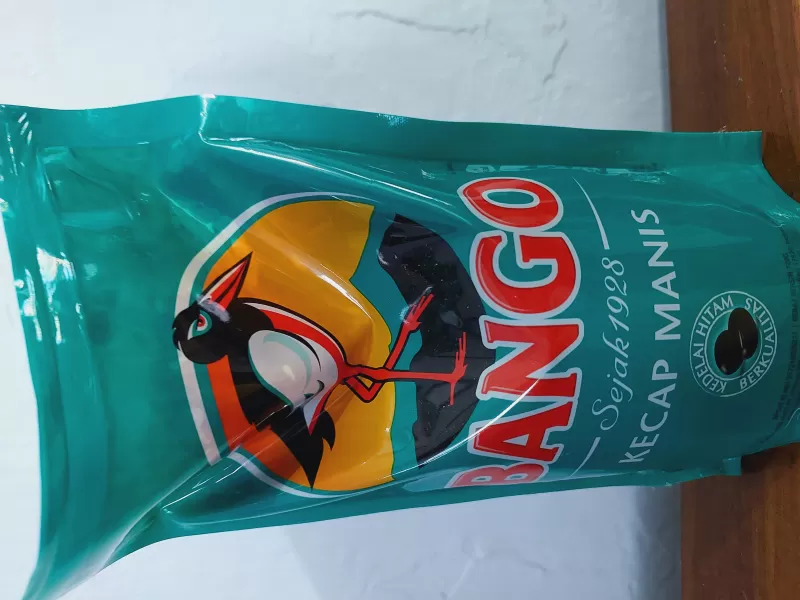 BANGO
Sejak 1928
KECAP MANIS
KEDELAI HITAM
BERKUALITAS